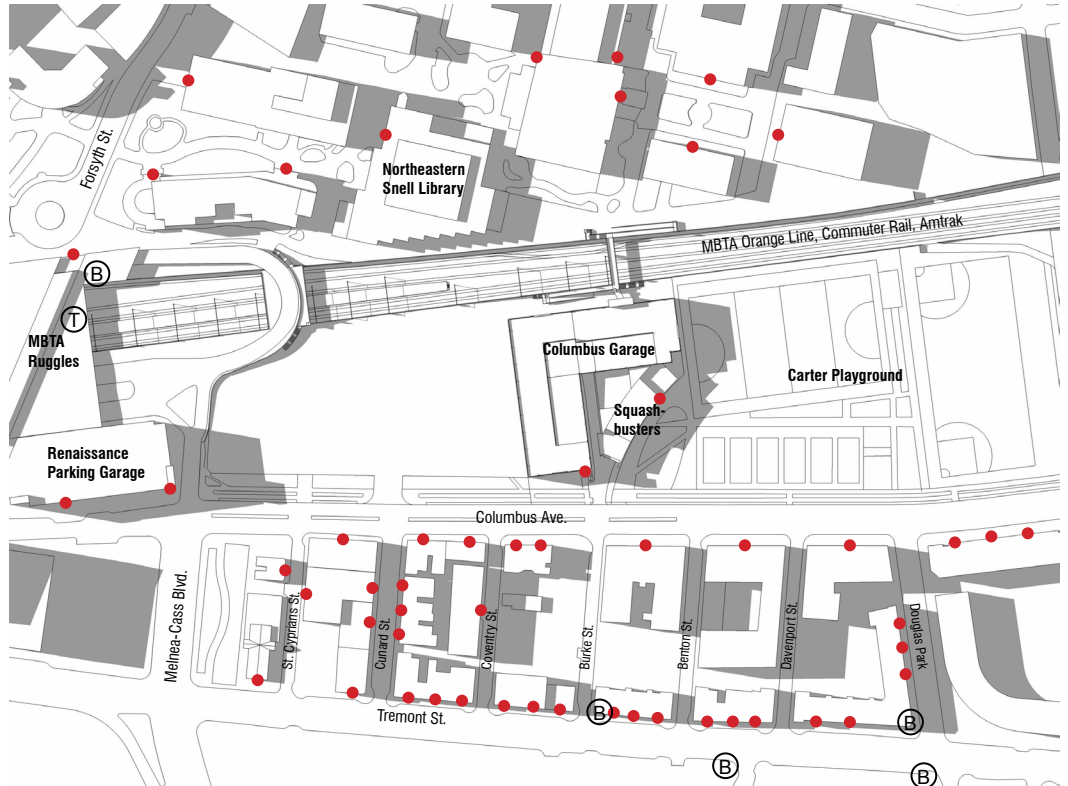 Forsyth St.
Northeastern
Snell Library
MBTA Orange Line, Commuter Rail, Amtrak
B
T
MBTA
Ruggles
Columbus Garage
Carter Playground
Squash-
busters
Renaissance
Parking Garage
Columbus Ave.
Melnea-Cass Blvd.
St. Cyprians St.
Cunard St.
Coventry St.
Burke St.
Benton St.
Davenport St.
Douglas Park
Tremont St.
B
B
B
B